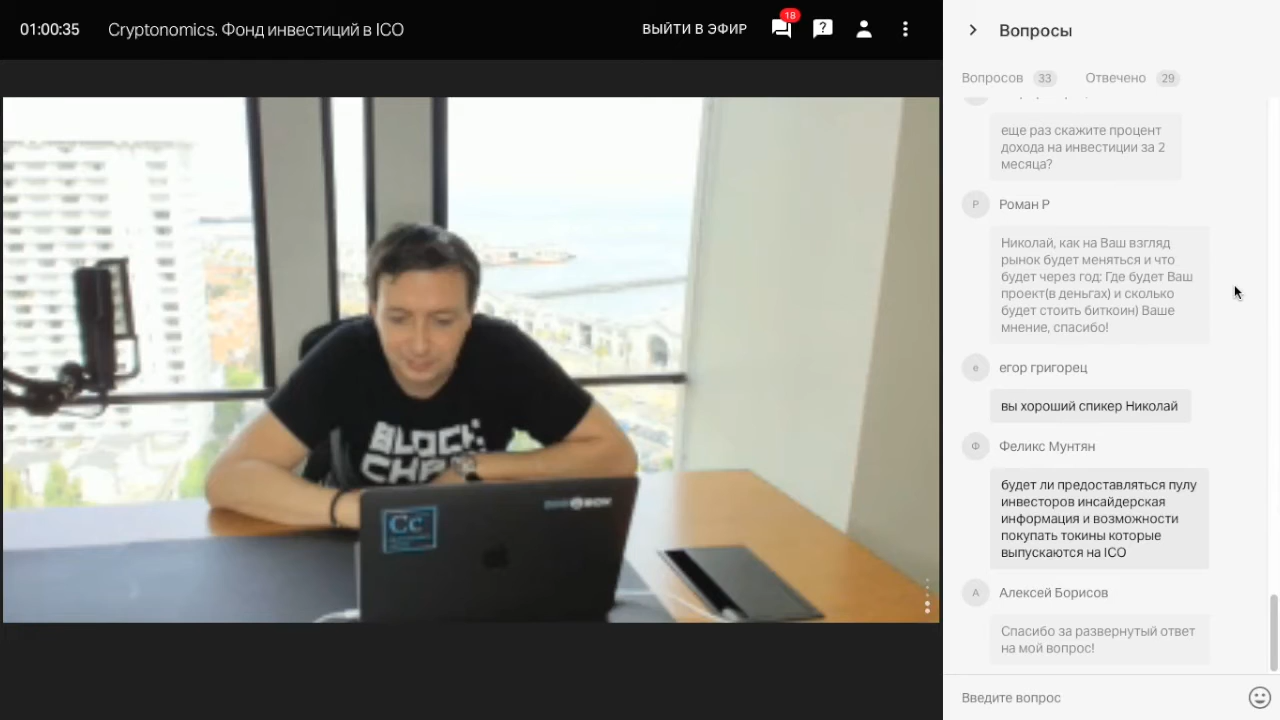 01:00:35
Cryptonomics. Фонд инвестиций в ICO
ВЫЙТИ В ЭФИР
18
Вопросы
Вопросов 33
Отвечено 29
еще раз скажите процент
дохода на инвестиции за 2
месяца?
Р
Роман Р
Николай, как на Ваш взгляд
рынок будет меняться и что
будет через год: Где будет Ваш
проект(в деньгах) и сколько
будет стоить биткоин) Ваше
мнение, спасибо!
е
егор григорец
вы хороший спикер Николай
Ф
Феликс Мунтян
будет ли предоставляться пулу
инвесторов инсайдерская
информация и возможности
покупать токины которые
выпускаются на ICO
А
Алексей Борисов
Спасибо за развернутый ответ
на мой вопрос!
Введите вопрос
BLOCK
Cc